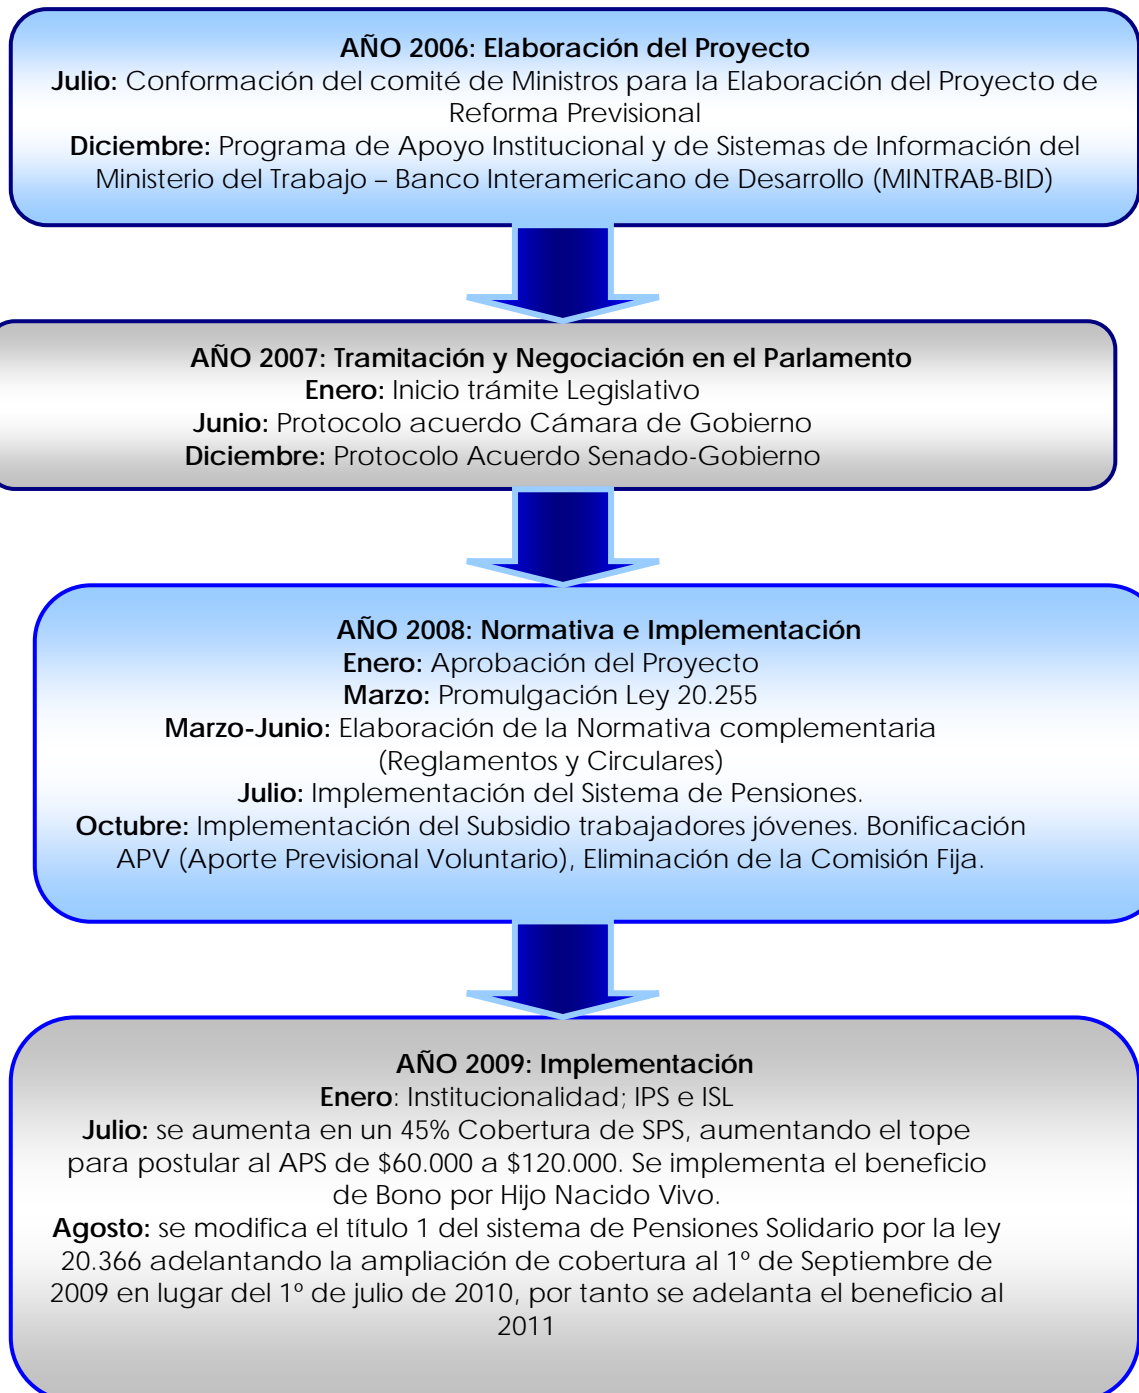 AÑO 2006: Elaboración del Proyecto
Julio: Conformación del comité de Ministros para la Elaboración del Proyecto de
Reforma Previsional
Diciembre: Programa de Apoyo Institucional y de Sistemas de Información del
Ministerio del Trabajo – Banco Interamericano de Desarrollo (MINTRAB-BID)
AÑO 2007: Tramitación y Negociación en el Parlamento
Enero: Inicio trámite Legislativo
Junio: Protocolo acuerdo Cámara de Gobierno
Diciembre: Protocolo Acuerdo Senado-Gobierno
AÑO 2008: Normativa e Implementación
Enero: Aprobación del Proyecto
Marzo: Promulgación Ley 20.255
Marzo-Junio: Elaboración de la Normativa complementaria
(Reglamentos y Circulares)
Julio: Implementación del Sistema de Pensiones.
Octubre: Implementación del Subsidio trabajadores jóvenes. Bonificación
APV (Aporte Previsional Voluntario), Eliminación de la Comisión Fija.
AÑO 2009: Implementación
Enero: Institucionalidad; IPS e ISL
Julio: se aumenta en un 45% Cobertura de SPS, aumentando el tope
para postular al APS de $60.000 a $120.000. Se implementa el beneficio
de Bono por Hijo Nacido Vivo.
Agosto: se modifica el título 1 del sistema de Pensiones Solidario por la ley
20.366 adelantando la ampliación de cobertura al 1º de Septiembre de
2009 en lugar del 1º de julio de 2010, por tanto se adelanta el beneficio al
2011